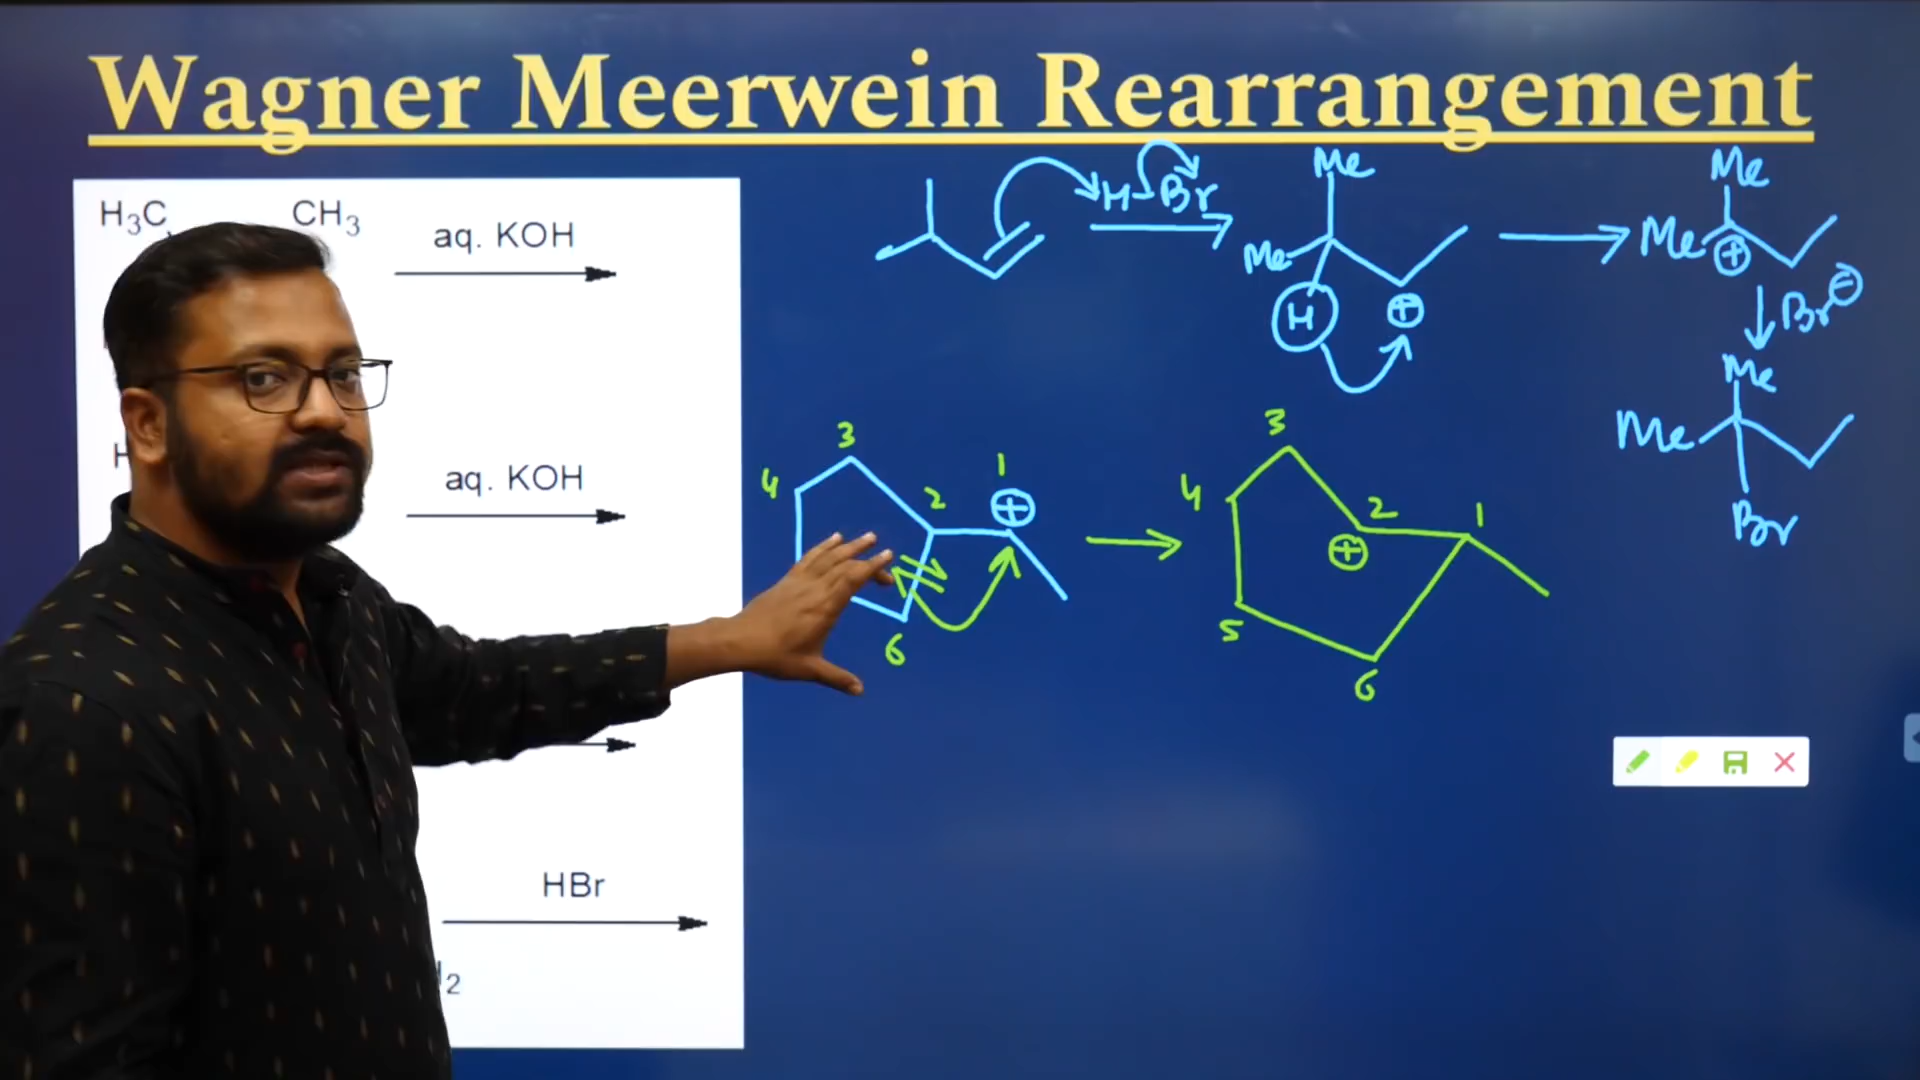 Wagner Meerwein Rearrangement
H₃C CH₃
aq. KOH
H
aq. KOH
HBr
₂
H Br
Me
Me
H
+
Me
Me
+
Br⊖
Me
Me
Br
3
4
2
1
+
6
3
4
2
1
+
5
6